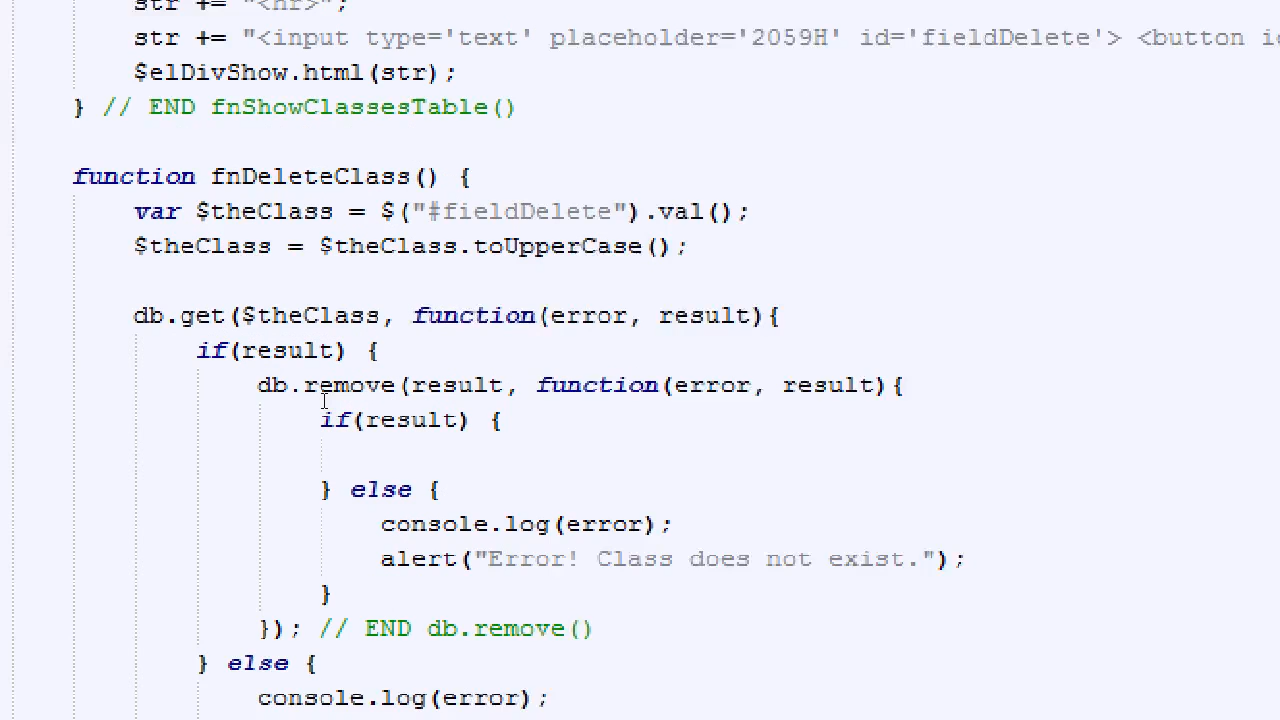 str += "<hr>";
str += "<input type='text' placeholder='2059H' id='fieldDelete'> <button
$elDivShow.html(str);
} // END fnShowClassesTable()
function fnDeleteClass() {
var $theClass = $("#fieldDelete").val();
$theClass = $theClass.toUpperCase();
db.get($theClass, function(error, result){
if(result) {
db.remove(result, function(error, result){
if(result) {
} else {
console.log(error);
alert("Error! Class does not exist.");
}
}); // END db.remove()
} else {
console.log(error);